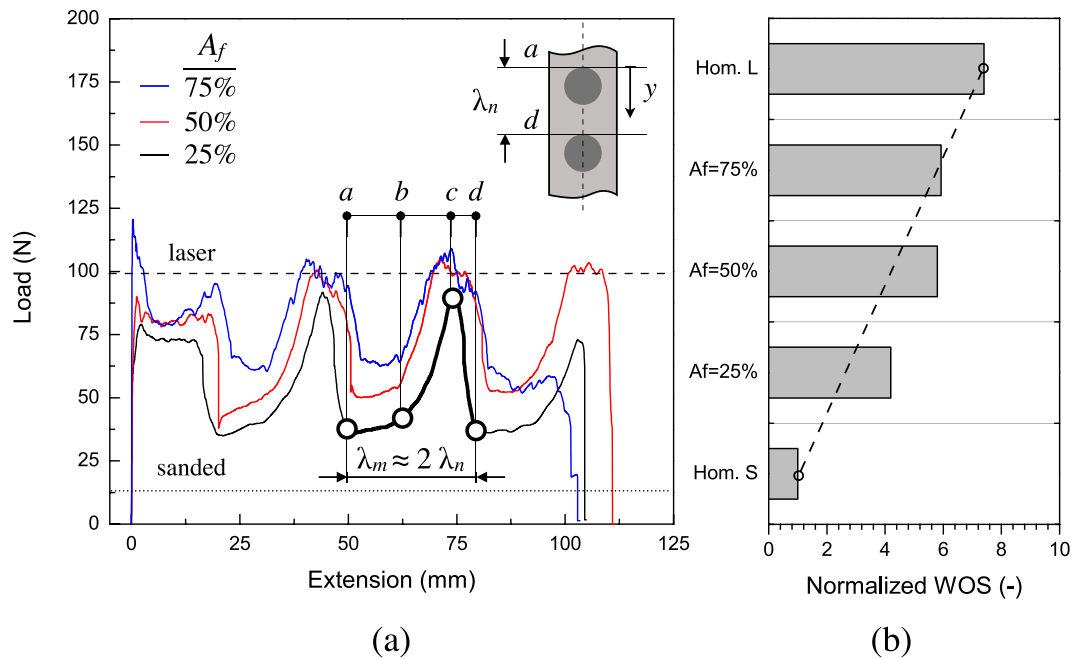 200
175
150
125
100
75
50
25
0
Load (N)
A_f
75%
50%
25%
laser
sanded
a
λ_n
d
y
a b c d
λ_m ≈ 2 λ_n
0 25 50 75 100 125
Extension (mm)
(a)
Hom. L
Af=75%
Af=50%
Af=25%
Hom. S
0 2 4 6 8 10
Normalized WOS (-)
(b)